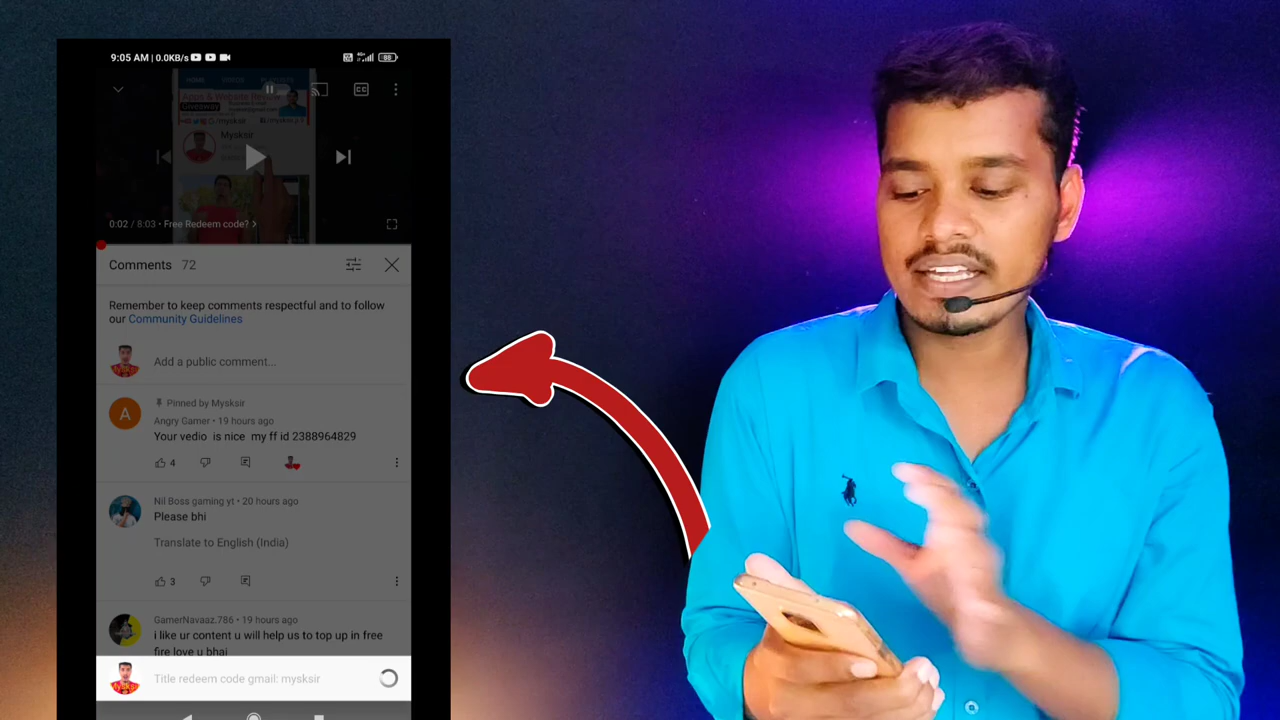 9:05 AM | 0.0KB/s
88
Giveaway
Mysksir
0:02 / 8:03 • Free Redeem code? >
Comments 72
Remember to keep comments respectful and to follow
our Community Guidelines
Add a public comment...
Pinned by Mysksir
A
Angry Gamer • 19 hours ago
Your vedio is nice my ff id 2388964829
4
Nil Boss gaming yt • 20 hours ago
Please bhi
Translate to English (India)
3
GamerNavaaz.786 • 19 hours ago
i like ur content u will help us to top up in free
fire love u bhai
Mysksir
Title redeem code gmail: mysksir